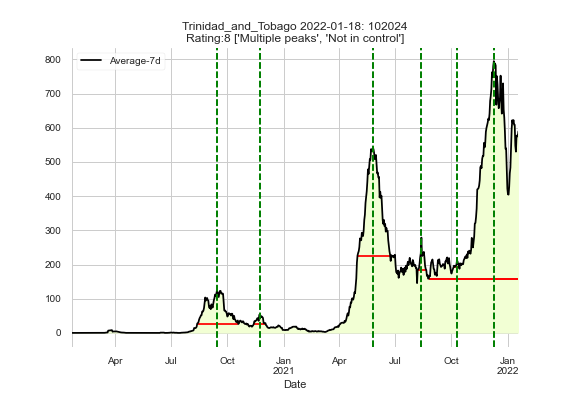 Trinidad_and_Tobago 2022-01-18: 102024
Rating:8 ['Multiple peaks', 'Not in control']
Average-7d
800
700
600
500
400
300
200
100
0
Apr
Jul
Oct
Jan
2021
Apr
Jul
Oct
Jan
2022
Date